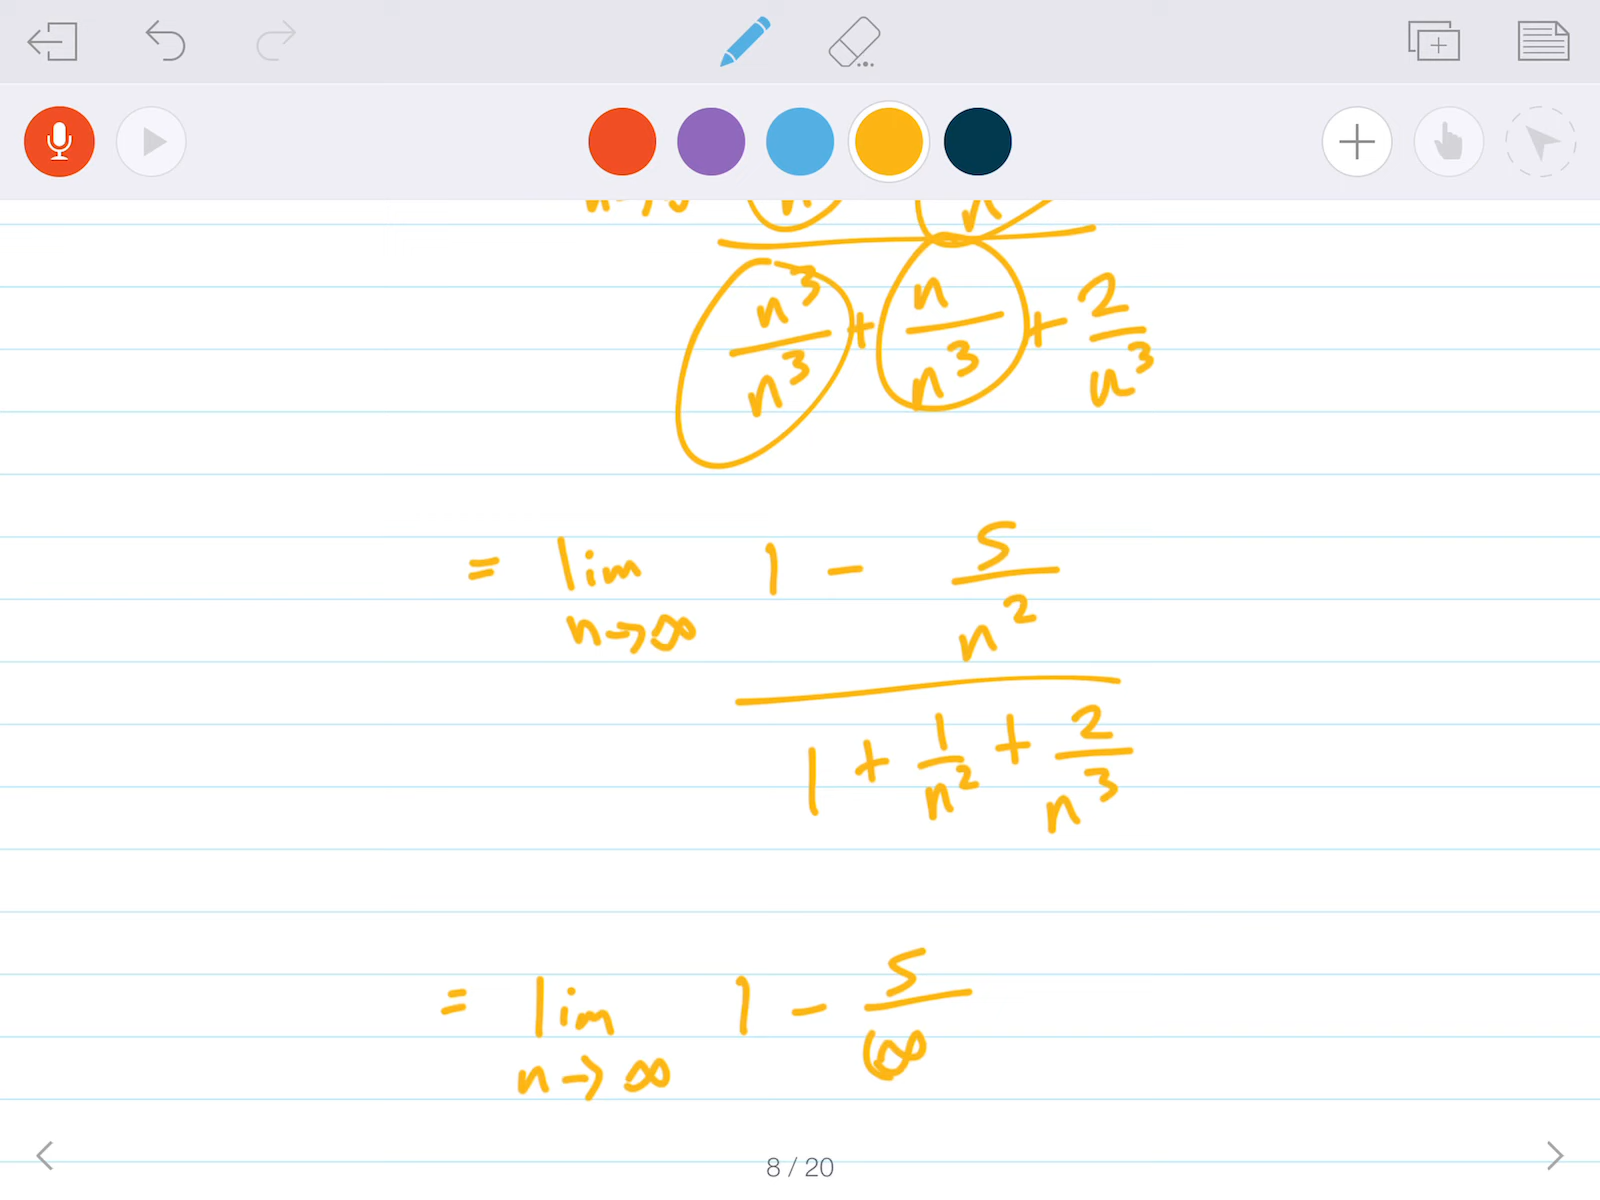 n³/n³ + n/n³ + 2/n³
= lim 1 - 5/n²
n→∞
1 + 1/n² + 2/n³
= lim 1 - 5/∞
n→∞
8 / 20